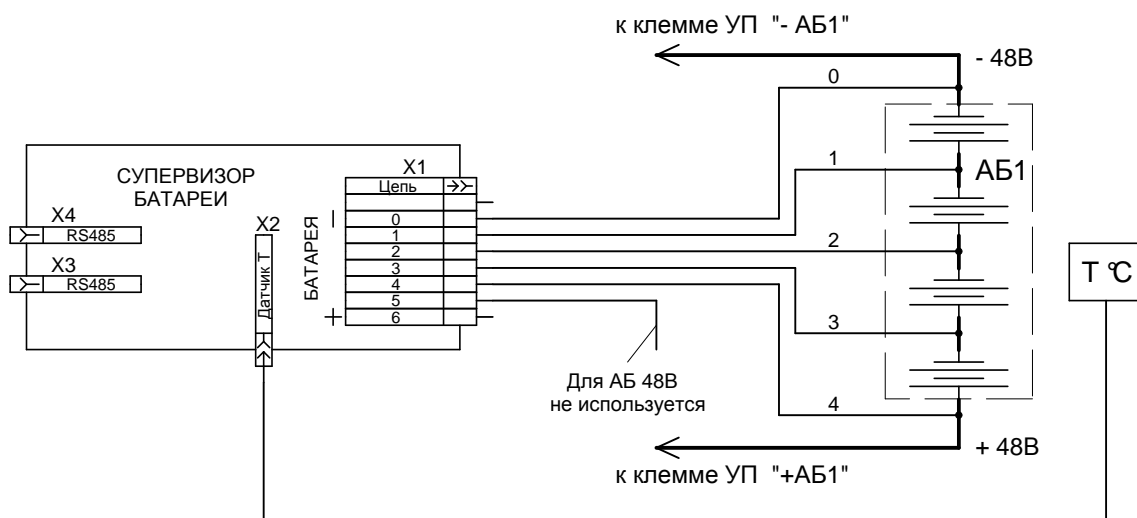 к клемме УП "- АБ1"
- 48В
0
АБ1
1
2
3
4
+ 48В
к клемме УП "+АБ1"
T °C
СУПЕРВИЗОР
БАТАРЕИ
X4
RS485
X3
RS485
X2
Датчик Т
БАТАРЕЯ
X1
Цепь
0
1
2
3
4
5
6
Для АБ 48В
не используется